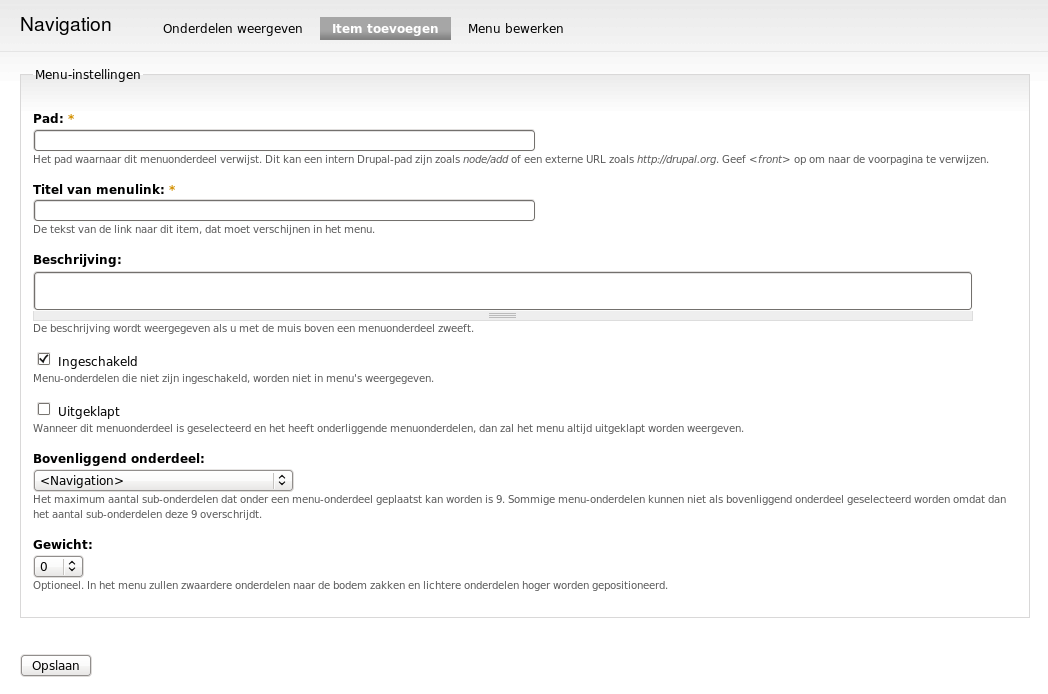 Navigation
Onderdelen weergeven
Item toevoegen
Menu bewerken
Menu-instellingen
Pad: *
Het pad waarnaar dit menuonderdeel verwijst. Dit kan een intern Drupal-pad zijn zoals node/add of een externe URL zoals http://drupal.org. Geef <front> op om naar de voorpagina te verwijzen.
Titel van menulink: *
De tekst van de link naar dit item, dat moet verschijnen in het menu.
Beschrijving:
De beschrijving wordt weergegeven als u met de muis boven een menuonderdeel zweeft.
Ingeschakeld
Menu-onderdelen die niet zijn ingeschakeld, worden niet in menu's weergegeven.
Uitgeklapt
Wanneer dit menuonderdeel is geselecteerd en het heeft onderliggende menuonderdelen, dan zal het menu altijd uitgeklapt worden weergeven.
Bovenliggend onderdeel:
<Navigation>
Het maximum aantal sub-onderdelen dat onder een menu-onderdeel geplaatst kan worden is 9. Sommige menu-onderdelen kunnen niet als bovenliggend onderdeel geselecteerd worden omdat dan
het aantal sub-onderdelen deze 9 overschrijdt.
Gewicht:
0
Optioneel. In het menu zullen zwaardere onderdelen naar de bodem zakken en lichtere onderdelen hoger worden gepositioneerd.
Opslaan